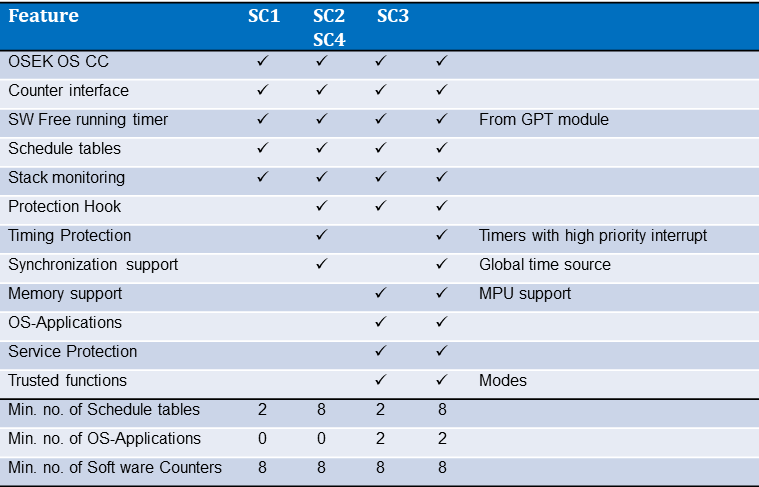 Feature SC1 SC2 SC3
SC4
OSEK OS CC ✓ ✓ ✓ ✓
Counter interface ✓ ✓ ✓ ✓
SW Free running timer ✓ ✓ ✓ ✓ From GPT module
Schedule tables ✓ ✓ ✓ ✓
Stack monitoring ✓ ✓ ✓ ✓
Protection Hook ✓ ✓ ✓
Timing Protection ✓ ✓ Timers with high priority interrupt
Synchronization support ✓ ✓ Global time source
Memory support ✓ ✓ MPU support
OS-Applications ✓ ✓
Service Protection ✓ ✓
Trusted functions ✓ ✓ Modes
Min. no. of Schedule tables 2 8 2 8
Min. no. of OS-Applications 0 0 2 2
Min. no. of Soft ware Counters 8 8 8 8